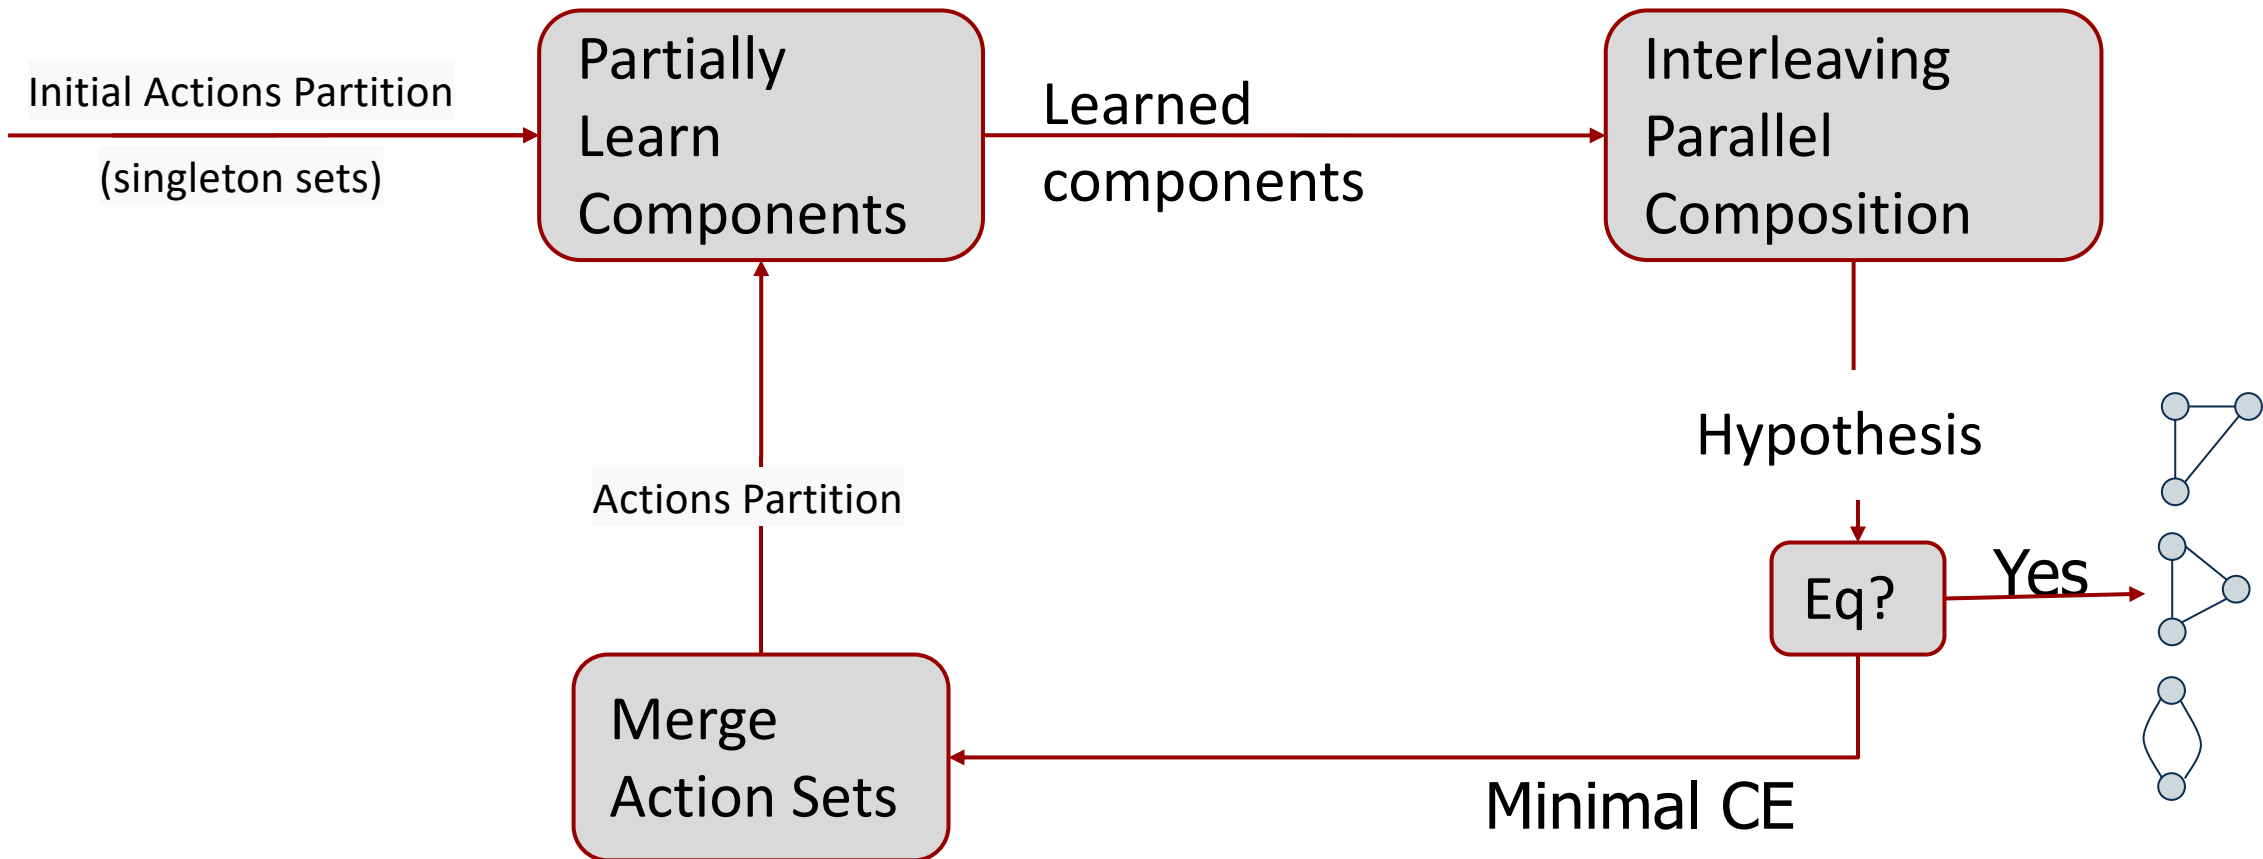 Initial Actions Partition
(singleton sets)
Partially
Learn
Components
Learned
components
Interleaving
Parallel
Composition
Hypothesis
Eq?
Yes
Minimal CE
Merge
Action Sets
Actions Partition